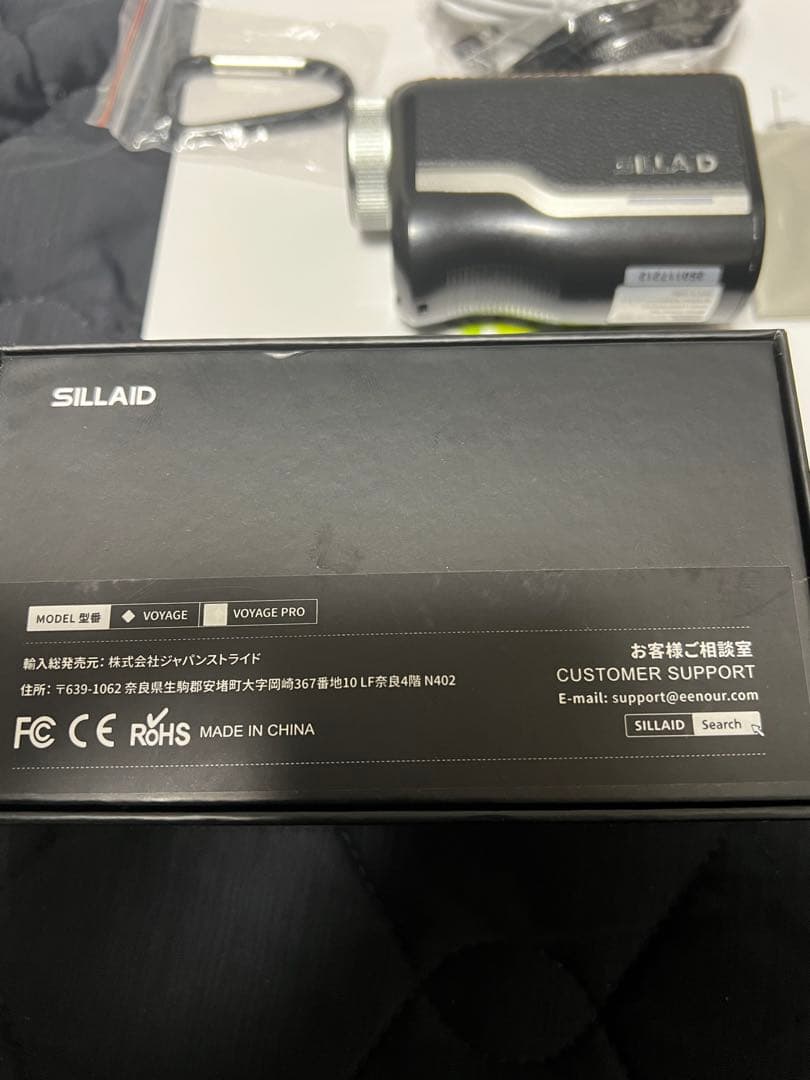 SILLAID
SILLAID
MODEL 型番 VOYAGE VOYAGE PRO
輸入総発売元: 株式会社ジャパンストライド
住所: 〒639-1062 奈良県生駒郡安堵町大字岡崎367番地10 LF奈良4階 N402
FC CE RoHS MADE IN CHINA
お客様ご相談室
CUSTOMER SUPPORT
E-mail: support@eenour.com
SILLAID Search